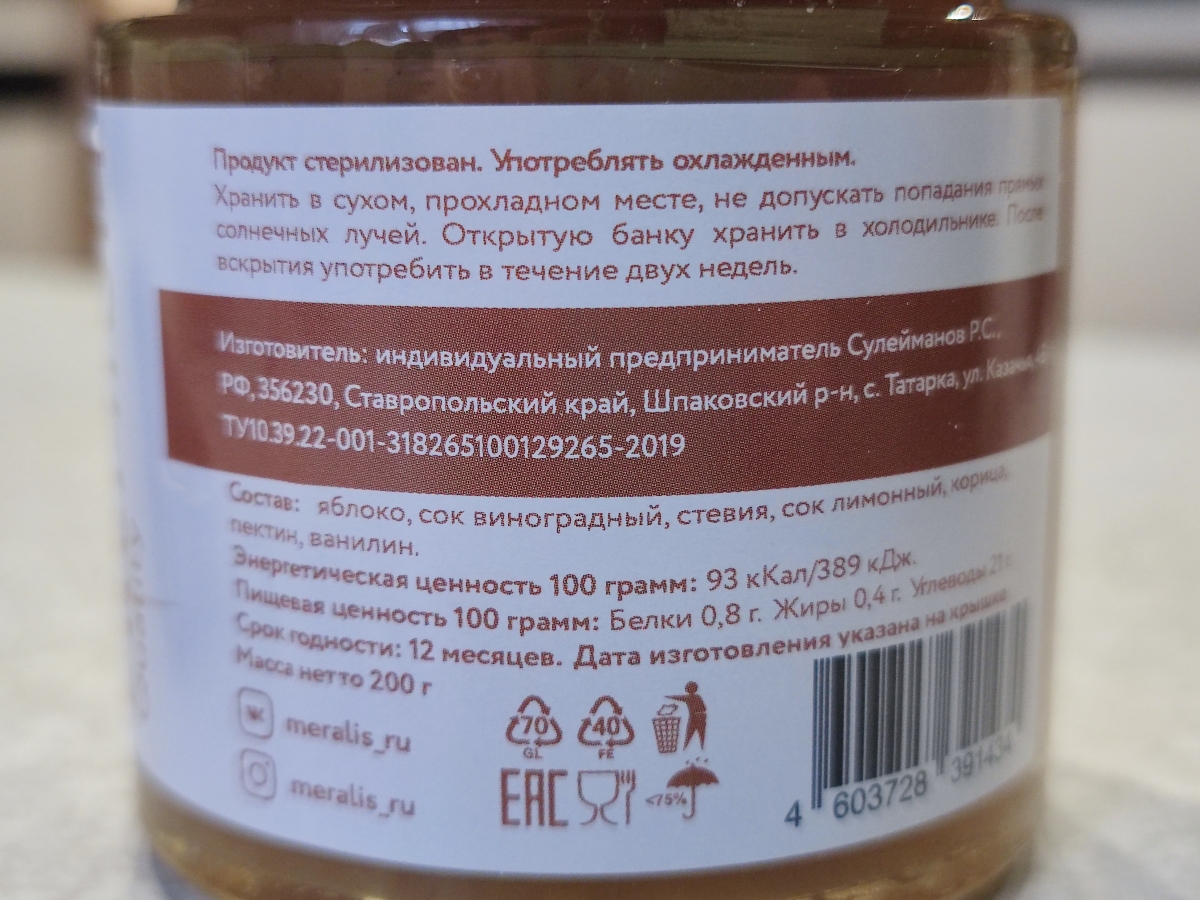 Продукт стерилизован. Употреблять охлажденным.
Хранить в сухом, прохладном месте, не допускать попадания прямых
солнечных лучей. Открытую банку хранить в холодильнике. После
вскрытия употребить в течение двух недель.
Изготовитель: индивидуальный предприниматель Сулейманов Р.С.,
РФ, 356230, Ставропольский край, Шпаковский р-н, с. Татарка, ул.
ТУ10.39.22-001-318265100129265-2019
Состав: яблоко, сок виноградный, стевия, сок лимонный, корица,
пектин, ванилин.
Энергетическая ценность 100 грамм: 93 кКал/389 кДж.
Пищевая ценность 100 грамм: Белки 0,8 г. Жиры 0,4 г. Углеводы 21 г.
Срок годности: 12 месяцев. Дата изготовления указана на крышке.
Масса нетто 200 г
meralis_ru
meralis_ru
70 40
GL FE
EAC <75%
4 603728 391434